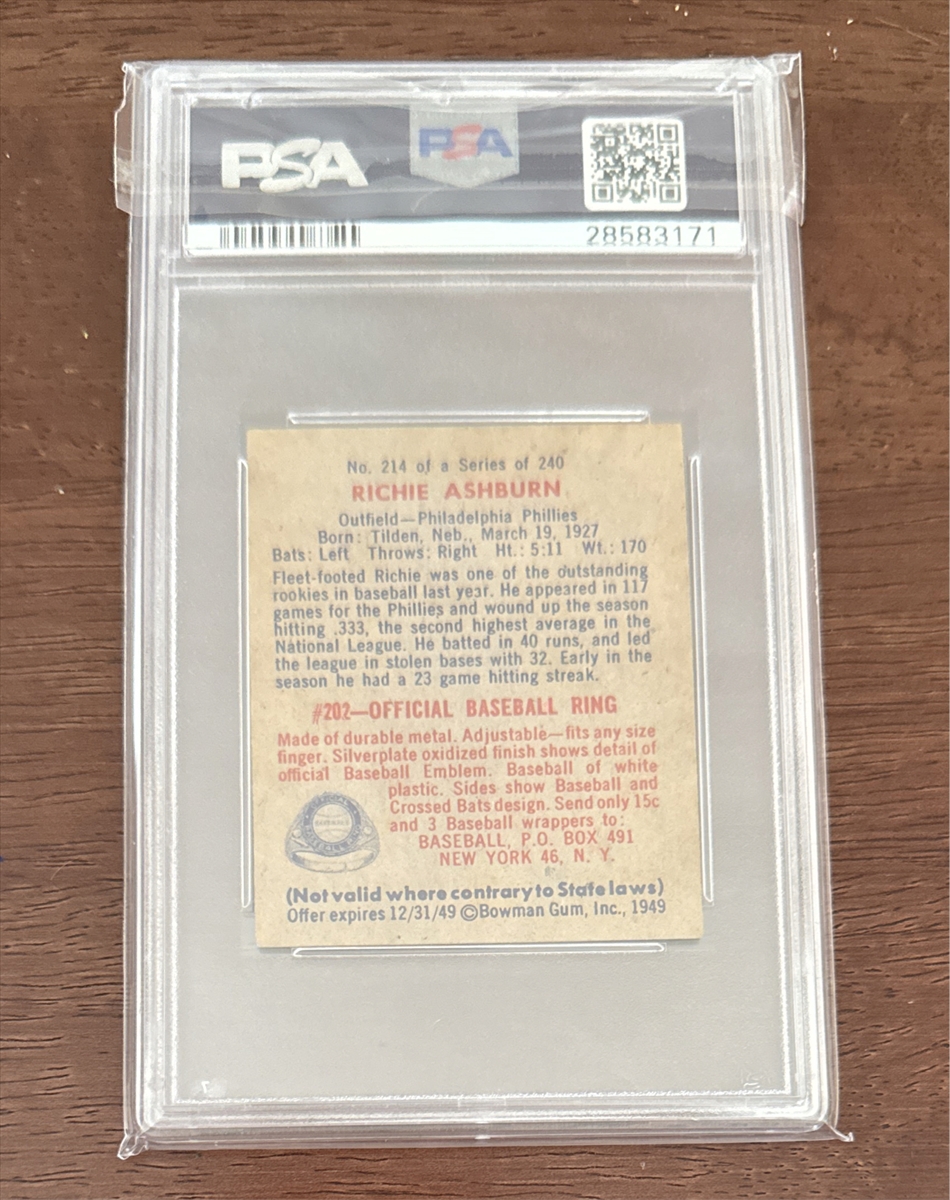 PSA
PSA
28583171
No. 214 of a Series of 240
RICHIE ASHBURN
Outfield—Philadelphia Phillies
Born: Tilden, Neb., March 19, 1927
Bats: Left Throws: Right Ht.: 5:11 Wt.: 170
Fleet-footed Richie was one of the outstanding
rookies in baseball last year. He appeared in 117
games for the Phillies and wound up the season
hitting .333, the second highest average in the
National League. He batted in 40 runs, and led
the league in stolen bases with 32. Early in the
season he had a 23 game hitting streak.
#202—OFFICIAL BASEBALL RING
Made of durable metal. Adjustable—fits any size
finger. Silverplate oxidized finish shows detail of
official Baseball Emblem. Baseball of white
plastic. Sides show Baseball and
Crossed Bats design. Send only 15c
and 3 Baseball wrappers to:
BASEBALL, P.O. BOX 491
NEW YORK 46, N. Y.
(Not valid where contrary to State laws)
Offer expires 12/31/49 ©Bowman Gum, Inc., 1949